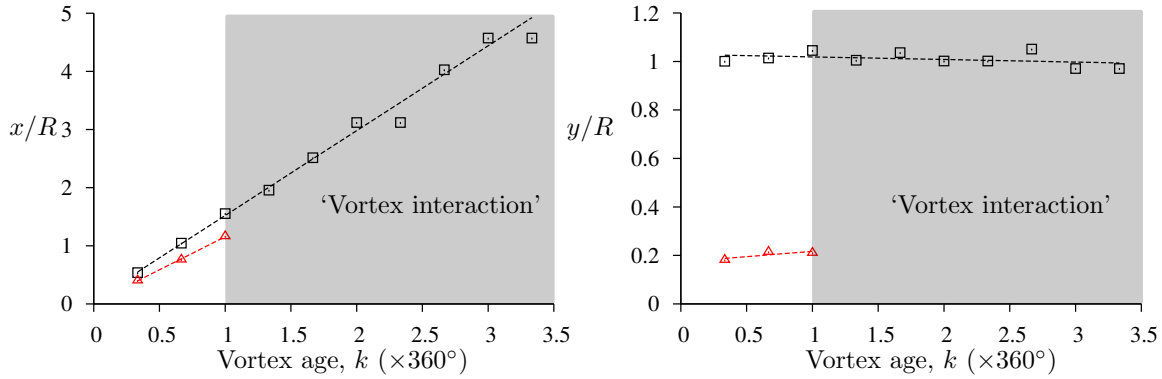 5
4
x/R 3
2
1
0
0 0.5 1 1.5 2 2.5 3 3.5
'Vortex interaction'
Vortex age, k (×360°)
1.2
1
0.8
y/R
0.6
0.4
0.2
0
0 0.5 1 1.5 2 2.5 3 3.5
'Vortex interaction'
Vortex age, k (×360°)